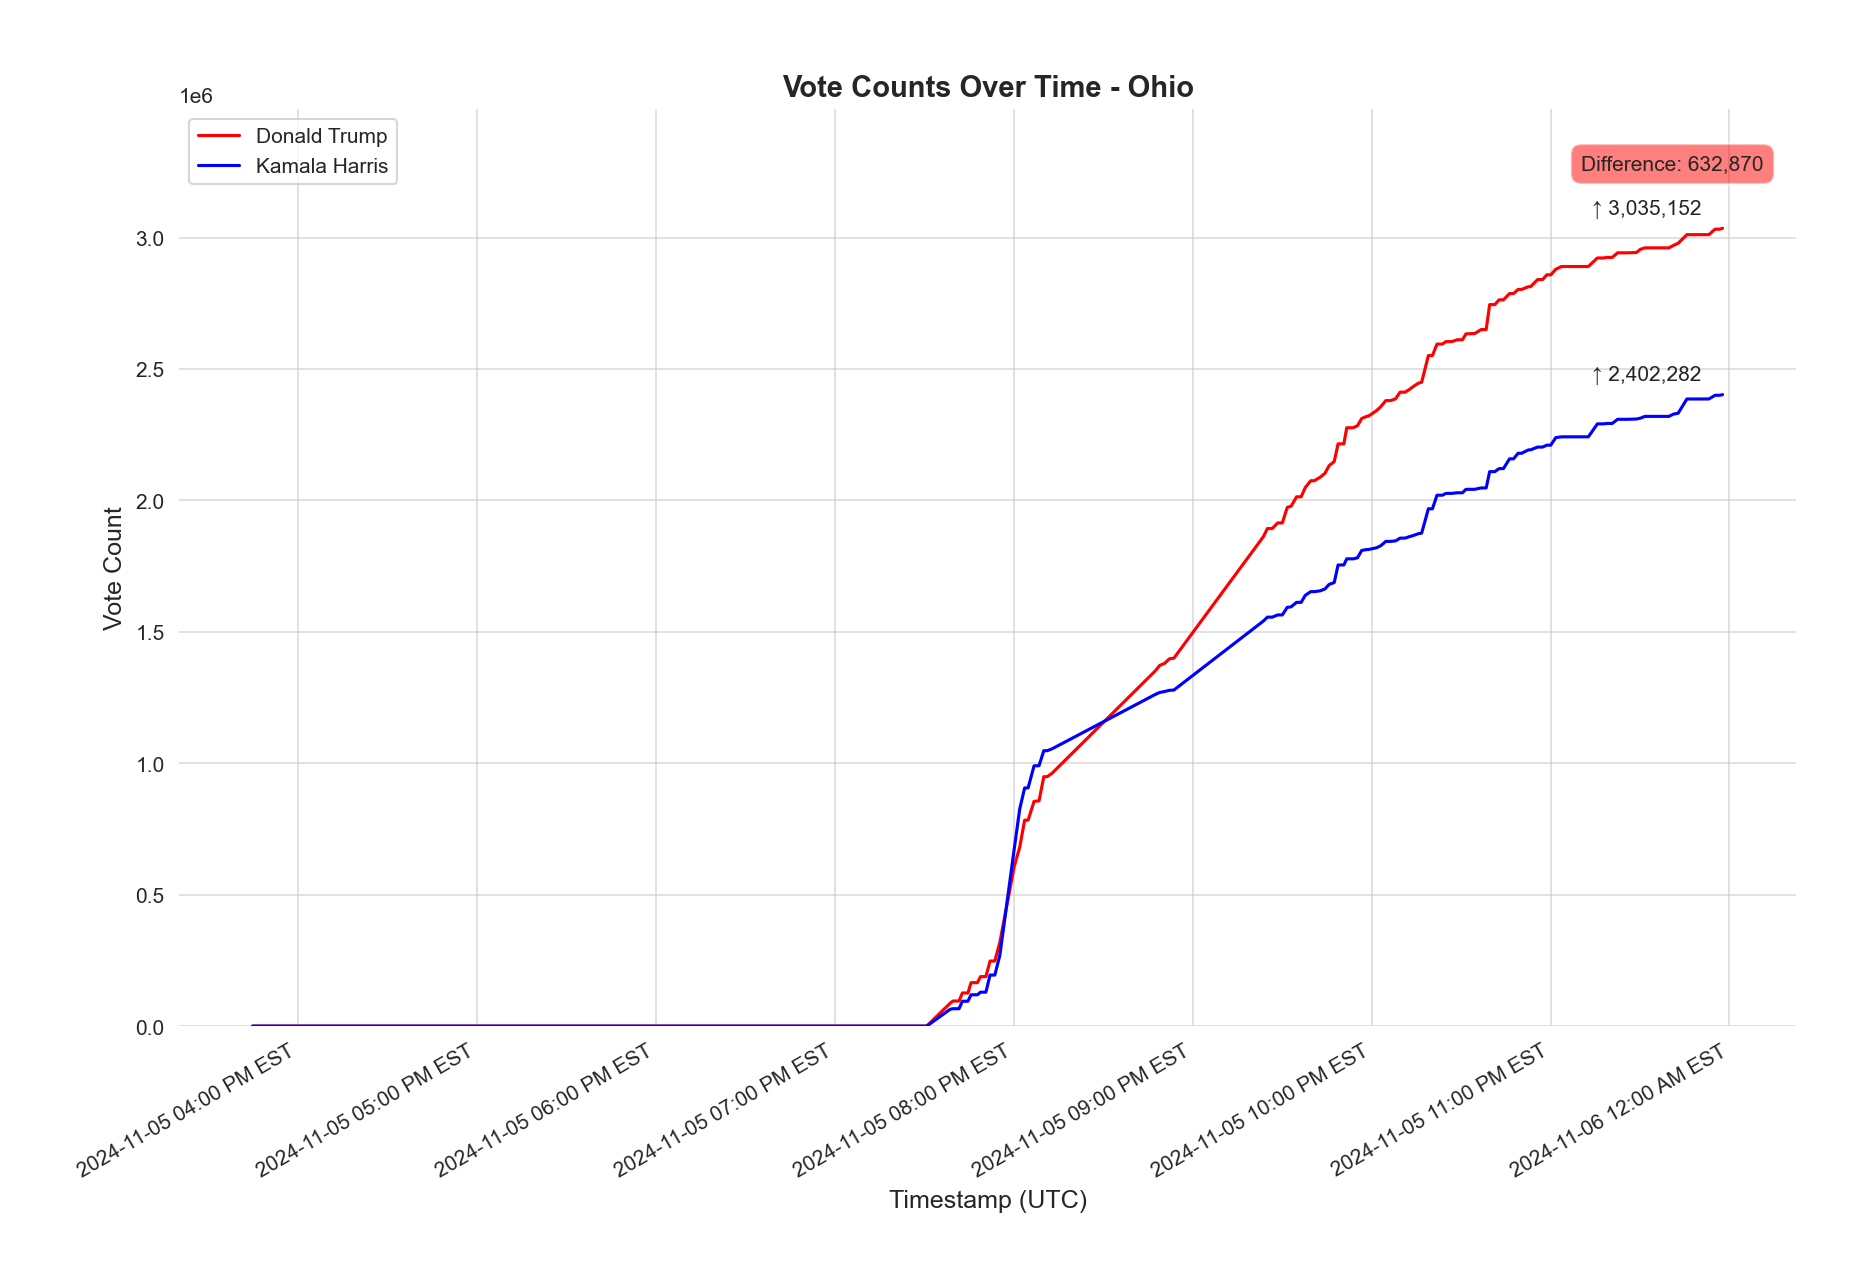 Vote Counts Over Time - Ohio
1e6
Donald Trump
Kamala Harris
Difference: 632,870
↑ 3,035,152
↑ 2,402,282
3.0
2.5
2.0
1.5
1.0
0.5
0.0
Vote Count
2024-11-05 04:00 PM EST
2024-11-05 05:00 PM EST
2024-11-05 06:00 PM EST
2024-11-05 07:00 PM EST
2024-11-05 08:00 PM EST
2024-11-05 09:00 PM EST
2024-11-05 10:00 PM EST
2024-11-05 11:00 PM EST
2024-11-06 12:00 AM EST
Timestamp (UTC)